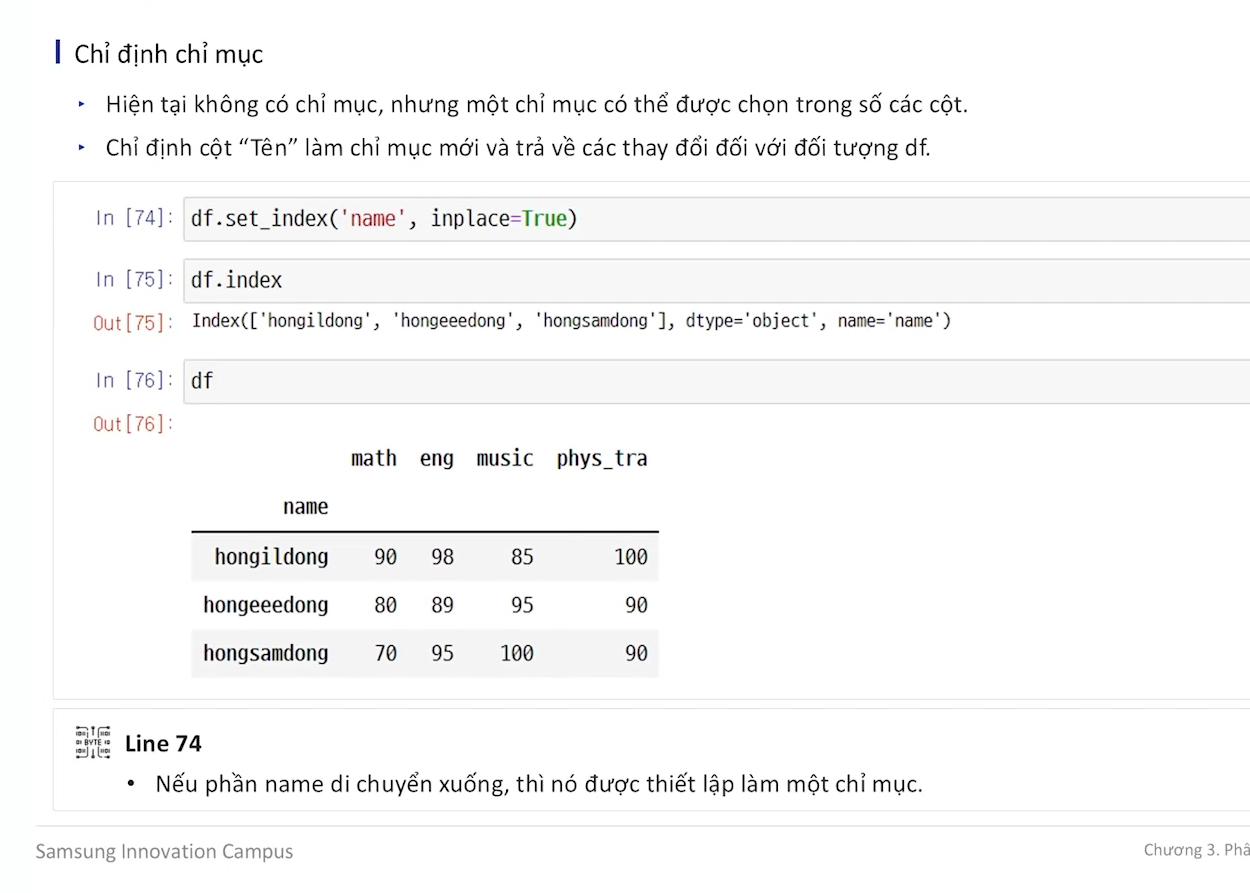 Chỉ định chỉ mục
‣ Hiện tại không có chỉ mục, nhưng một chỉ mục có thể được chọn trong số các cột.
‣ Chỉ định cột “Tên” làm chỉ mục mới và trả về các thay đổi đối với đối tượng df.
In [74]: df.set_index('name', inplace=True)
In [75]: df.index
Out[75]: Index(['hongildong', 'hongeeedong', 'hongsamdong'], dtype='object', name='name')
In [76]: df
Out[76]:
math eng music phys_tra
name
hongildong 90 98 85 100
hongeeedong 80 89 95 90
hongsamdong 70 95 100 90
BYTE
Line 74
• Nếu phần name di chuyển xuống, thì nó được thiết lập làm một chỉ mục.
Samsung Innovation Campus
Chương 3. Phâ